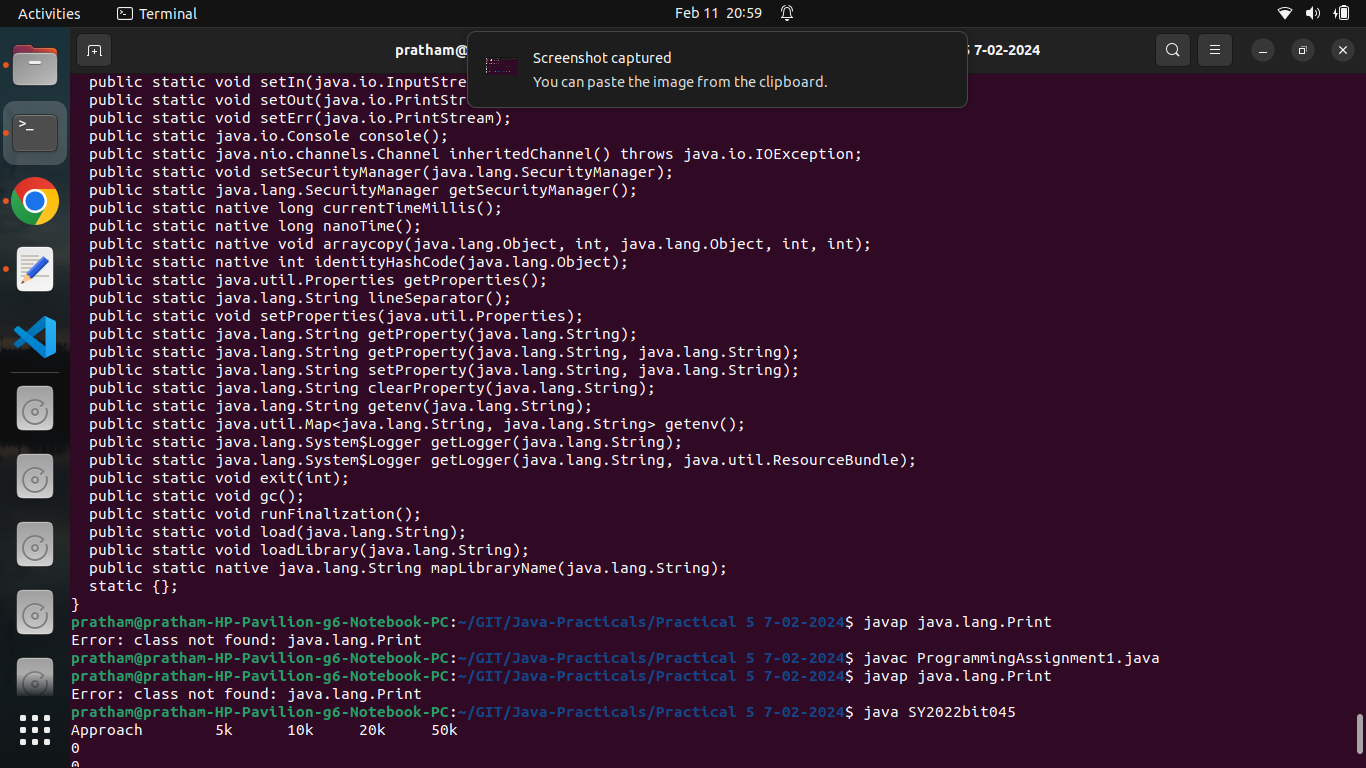 Activities
Terminal
Feb 11 20:59
pratham@
5 7-02-2024
Screenshot captured
You can paste the image from the clipboard.
public static void setIn(java.io.InputStre
public static void setOut(java.io.PrintStr
public static void setErr(java.io.PrintStream);
public static java.io.Console console();
public static java.nio.channels.Channel inheritedChannel() throws java.io.IOException;
public static void setSecurityManager(java.lang.SecurityManager);
public static java.lang.SecurityManager getSecurityManager();
public static native long currentTimeMillis();
public static native long nanoTime();
public static native void arraycopy(java.lang.Object, int, java.lang.Object, int, int);
public static native int identityHashCode(java.lang.Object);
public static java.util.Properties getProperties();
public static java.lang.String lineSeparator();
public static void setProperties(java.util.Properties);
public static java.lang.String getProperty(java.lang.String);
public static java.lang.String getProperty(java.lang.String, java.lang.String);
public static java.lang.String setProperty(java.lang.String, java.lang.String);
public static java.lang.String clearProperty(java.lang.String);
public static java.lang.String getenv(java.lang.String);
public static java.util.Map<java.lang.String, java.lang.String> getenv();
public static java.lang.System$Logger getLogger(java.lang.String);
public static java.lang.System$Logger getLogger(java.lang.String, java.util.ResourceBundle);
public static void exit(int);
public static void gc();
public static void runFinalization();
public static void load(java.lang.String);
public static void loadLibrary(java.lang.String);
public static native java.lang.String mapLibraryName(java.lang.String);
static {};
}
pratham@pratham-HP-Pavilion-g6-Notebook-PC:~/GIT/Java-Practicals/Practical 5 7-02-2024$ javap java.lang.Print
Error: class not found: java.lang.Print
pratham@pratham-HP-Pavilion-g6-Notebook-PC:~/GIT/Java-Practicals/Practical 5 7-02-2024$ javac ProgrammingAssignment1.java
pratham@pratham-HP-Pavilion-g6-Notebook-PC:~/GIT/Java-Practicals/Practical 5 7-02-2024$ javap java.lang.Print
Error: class not found: java.lang.Print
pratham@pratham-HP-Pavilion-g6-Notebook-PC:~/GIT/Java-Practicals/Practical 5 7-02-2024$ java SY2022bit045
Approach 5k 10k 20k 50k
0
0